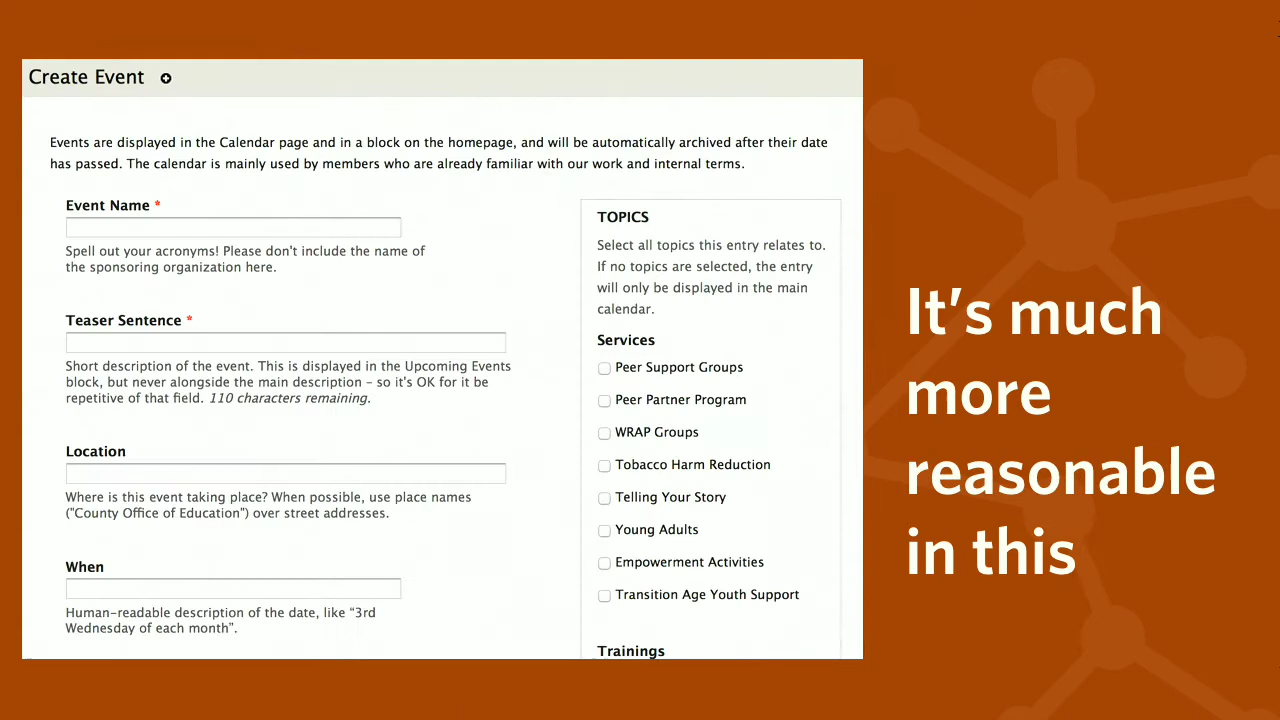 Create Event
Events are displayed in the Calendar page and in a block on the homepage, and will be automatically archived after their date
has passed. The calendar is mainly used by members who are already familiar with our work and internal terms.
Event Name *
Spell out your acronyms! Please don't include the name of
the sponsoring organization here.
Teaser Sentence *
Short description of the event. This is displayed in the Upcoming Events
block, but never alongside the main description – so it's OK for it be
repetitive of that field. 110 characters remaining.
Location
Where is this event taking place? When possible, use place names
("County Office of Education") over street addresses.
When
Human-readable description of the date, like "3rd
Wednesday of each month".
TOPICS
Select all topics this entry relates to.
If no topics are selected, the entry
will only be displayed in the main
calendar.
Services
Peer Support Groups
Peer Partner Program
WRAP Groups
Tobacco Harm Reduction
Telling Your Story
Young Adults
Empowerment Activities
Transition Age Youth Support
Trainings
It's much
more
reasonable
in this